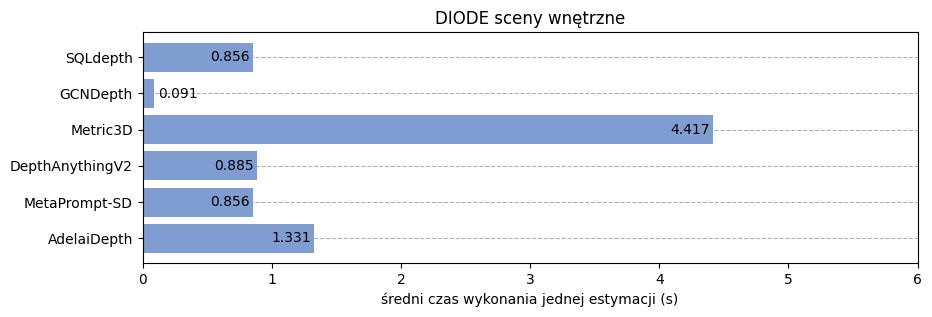 DIODE sceny wnętrzne
SQLdepth 0.856
GCNDepth 0.091
Metric3D 4.417
DepthAnythingV2 0.885
MetaPrompt-SD 0.856
AdelaiDepth 1.331
0 1 2 3 4 5 6
średni czas wykonania jednej estymacji (s)